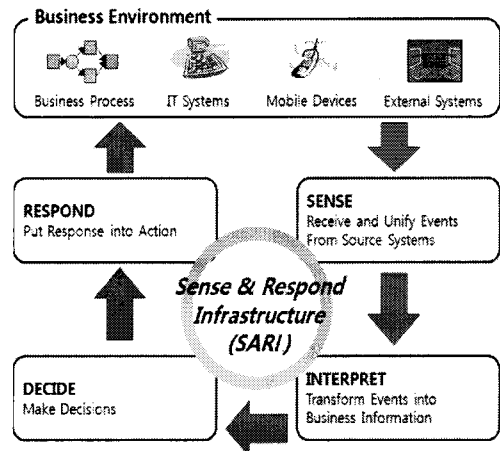 Business Environment
Business Process
IT Systems
Mobile Devices
External Systems
RESPOND
Put Response into Action
SENSE
Receive and Unify Events
From Source Systems
Sense & Respond
Infrastructure
(SARI)
DECIDE
Make Decisions
INTERPRET
Transform Events into
Business Information